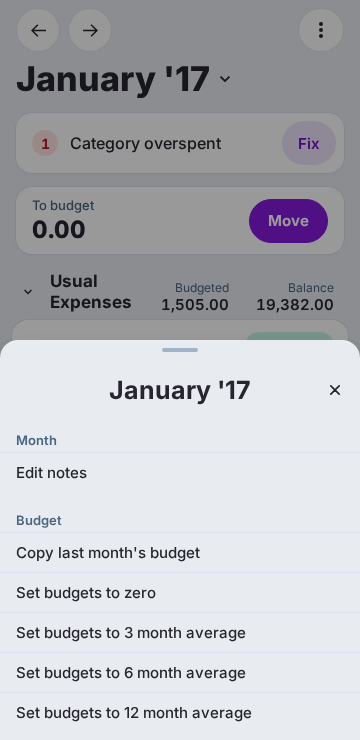 January '17
1 Category overspent Fix
To budget
0.00 Move
Usual
Expenses
Budgeted Balance
1,505.00 19,382.00
January '17
Month
Edit notes
Budget
Copy last month's budget
Set budgets to zero
Set budgets to 3 month average
Set budgets to 6 month average
Set budgets to 12 month average